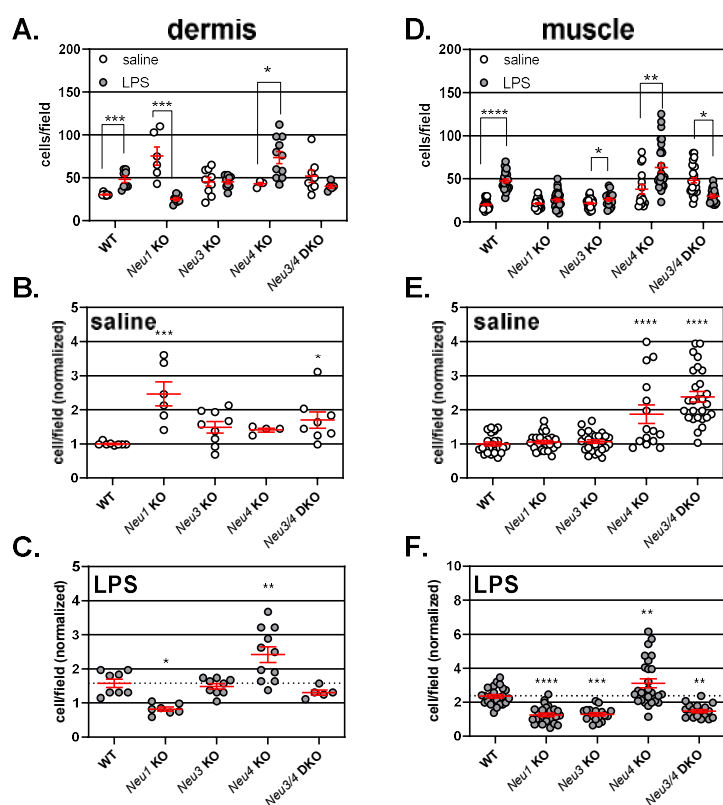 A.
dermis
200
150
100
50
0
cells/field
saline
LPS
***
***
*
WT
Neu1 KO
Neu3 KO
Neu4 KO
Neu3/4 DKO
B.
saline
5
4
3
2
1
0
cell/field (normalized)
***
*
WT
Neu1 KO
Neu3 KO
Neu4 KO
Neu3/4 DKO
C.
LPS
5
4
3
2
1
0
cell/field (normalized)
*
**
WT
Neu1 KO
Neu3 KO
Neu4 KO
Neu3/4 DKO
D.
muscle
200
150
100
50
0
cells/field
saline
LPS
****
*
**
*
WT
Neu1 KO
Neu3 KO
Neu4 KO
Neu3/4 DKO
E.
saline
5
4
3
2
1
0
cell/field (normalized)
****
****
WT
Neu1 KO
Neu3 KO
Neu4 KO
Neu3/4 DKO
F.
LPS
10
8
6
4
2
0
cell/field (normalized)
****
***
**
**
WT
Neu1 KO
Neu3 KO
Neu4 KO
Neu3/4 DKO